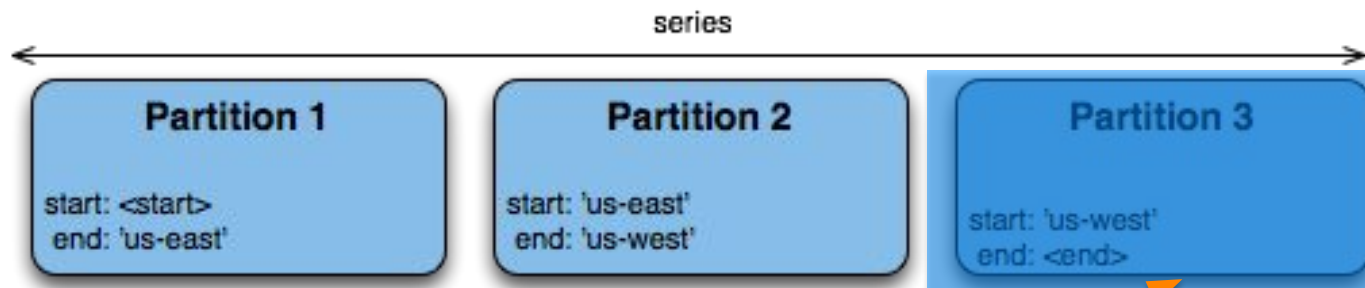 series
Partition 1
start: <start>
end: 'us-east'
Partition 2
start: 'us-east'
end: 'us-west'
Partition 3
start: 'us-west'
end: <end>